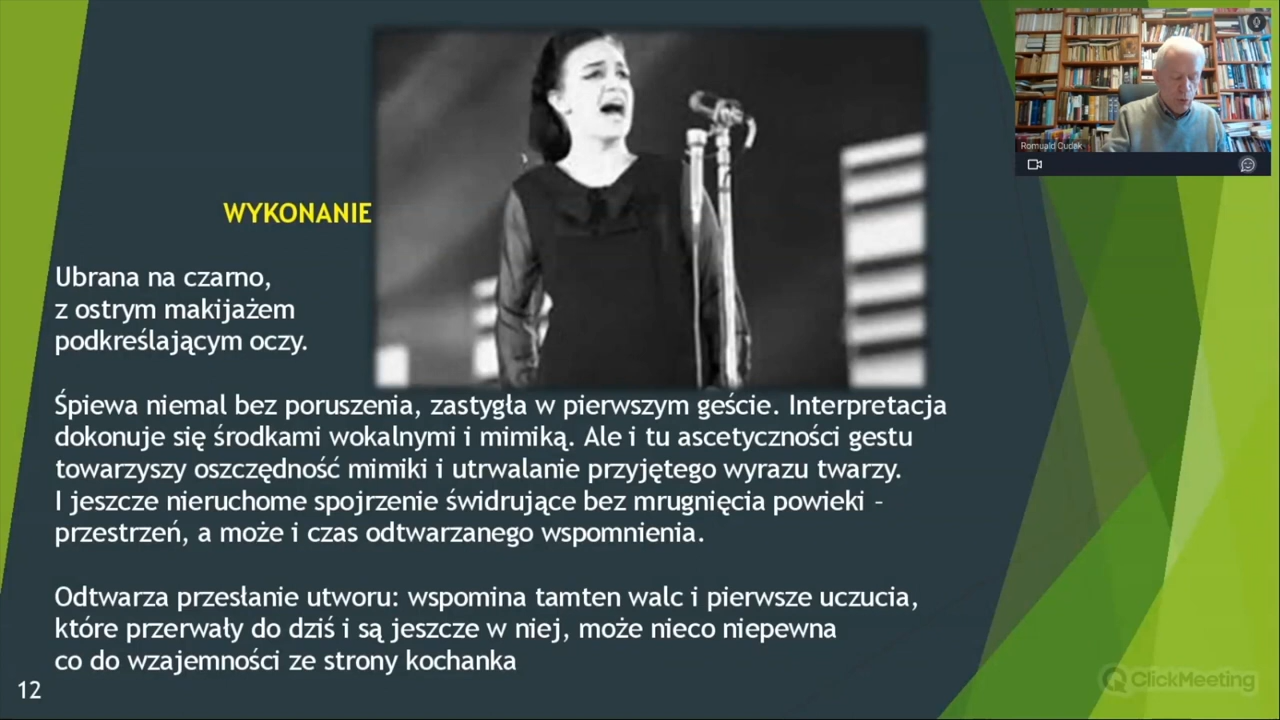 WYKONANIE
Ubrana na czarno,
z ostrym makijażem
podkreślającym oczy.
Śpiewa niemal bez poruszenia, zastygła w pierwszym geście. Interpretacja
dokonuje się środkami wokalnymi i mimiką. Ale i tu ascetyczności gestu
towarzyszy oszczędność mimiki i utrwalanie przyjętego wyrazu twarzy.
I jeszcze nieruchome spojrzenie świdrujące bez mrugnięcia powieki –
przestrzeń, a może i czas odtwarzanego wspomnienia.
Odtwarza przesłanie utworu: wspomina tamten walc i pierwsze uczucia,
które przerwały do dziś i są jeszcze w niej, może nieco niepewna
co do wzajemności ze strony kochanka
12
Romuald Cudak
ClickMeeting